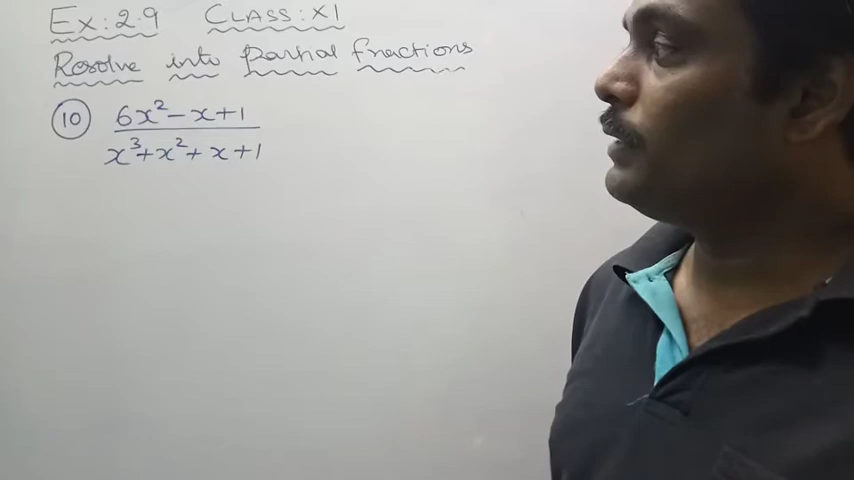 Ex: 2.9 CLASS: XI
Resolve into partial fractions
(10) 6x² - x + 1
x³ + x² + x + 1